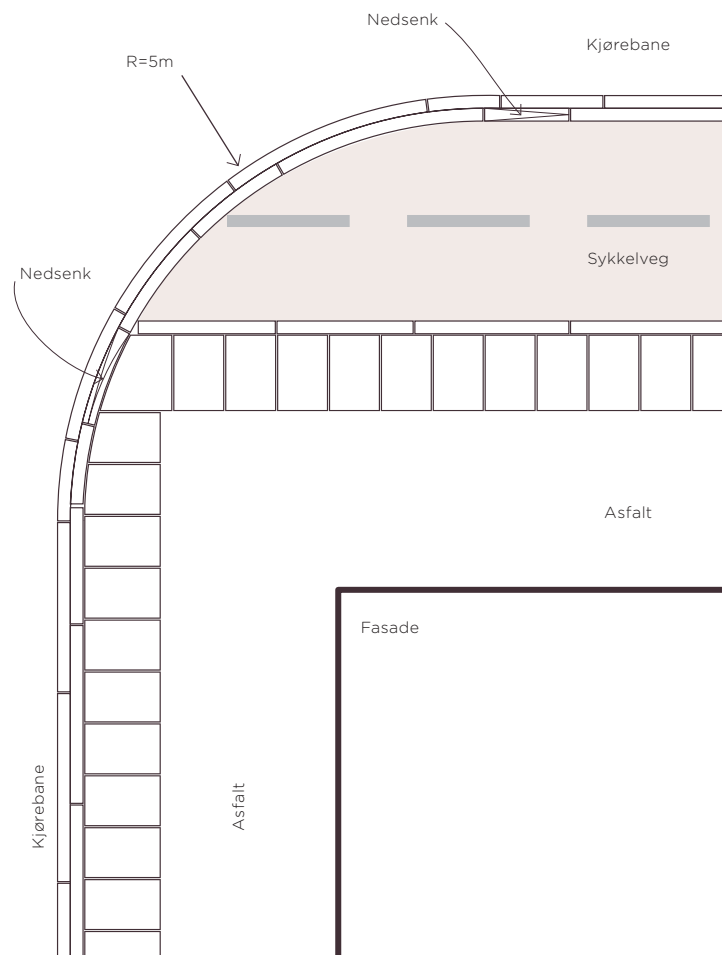 Nedsenk
Kjørebane
R=5m
Sykkelveg
Nedsenk
Asfalt
Fasade
Kjørebane
Asfalt